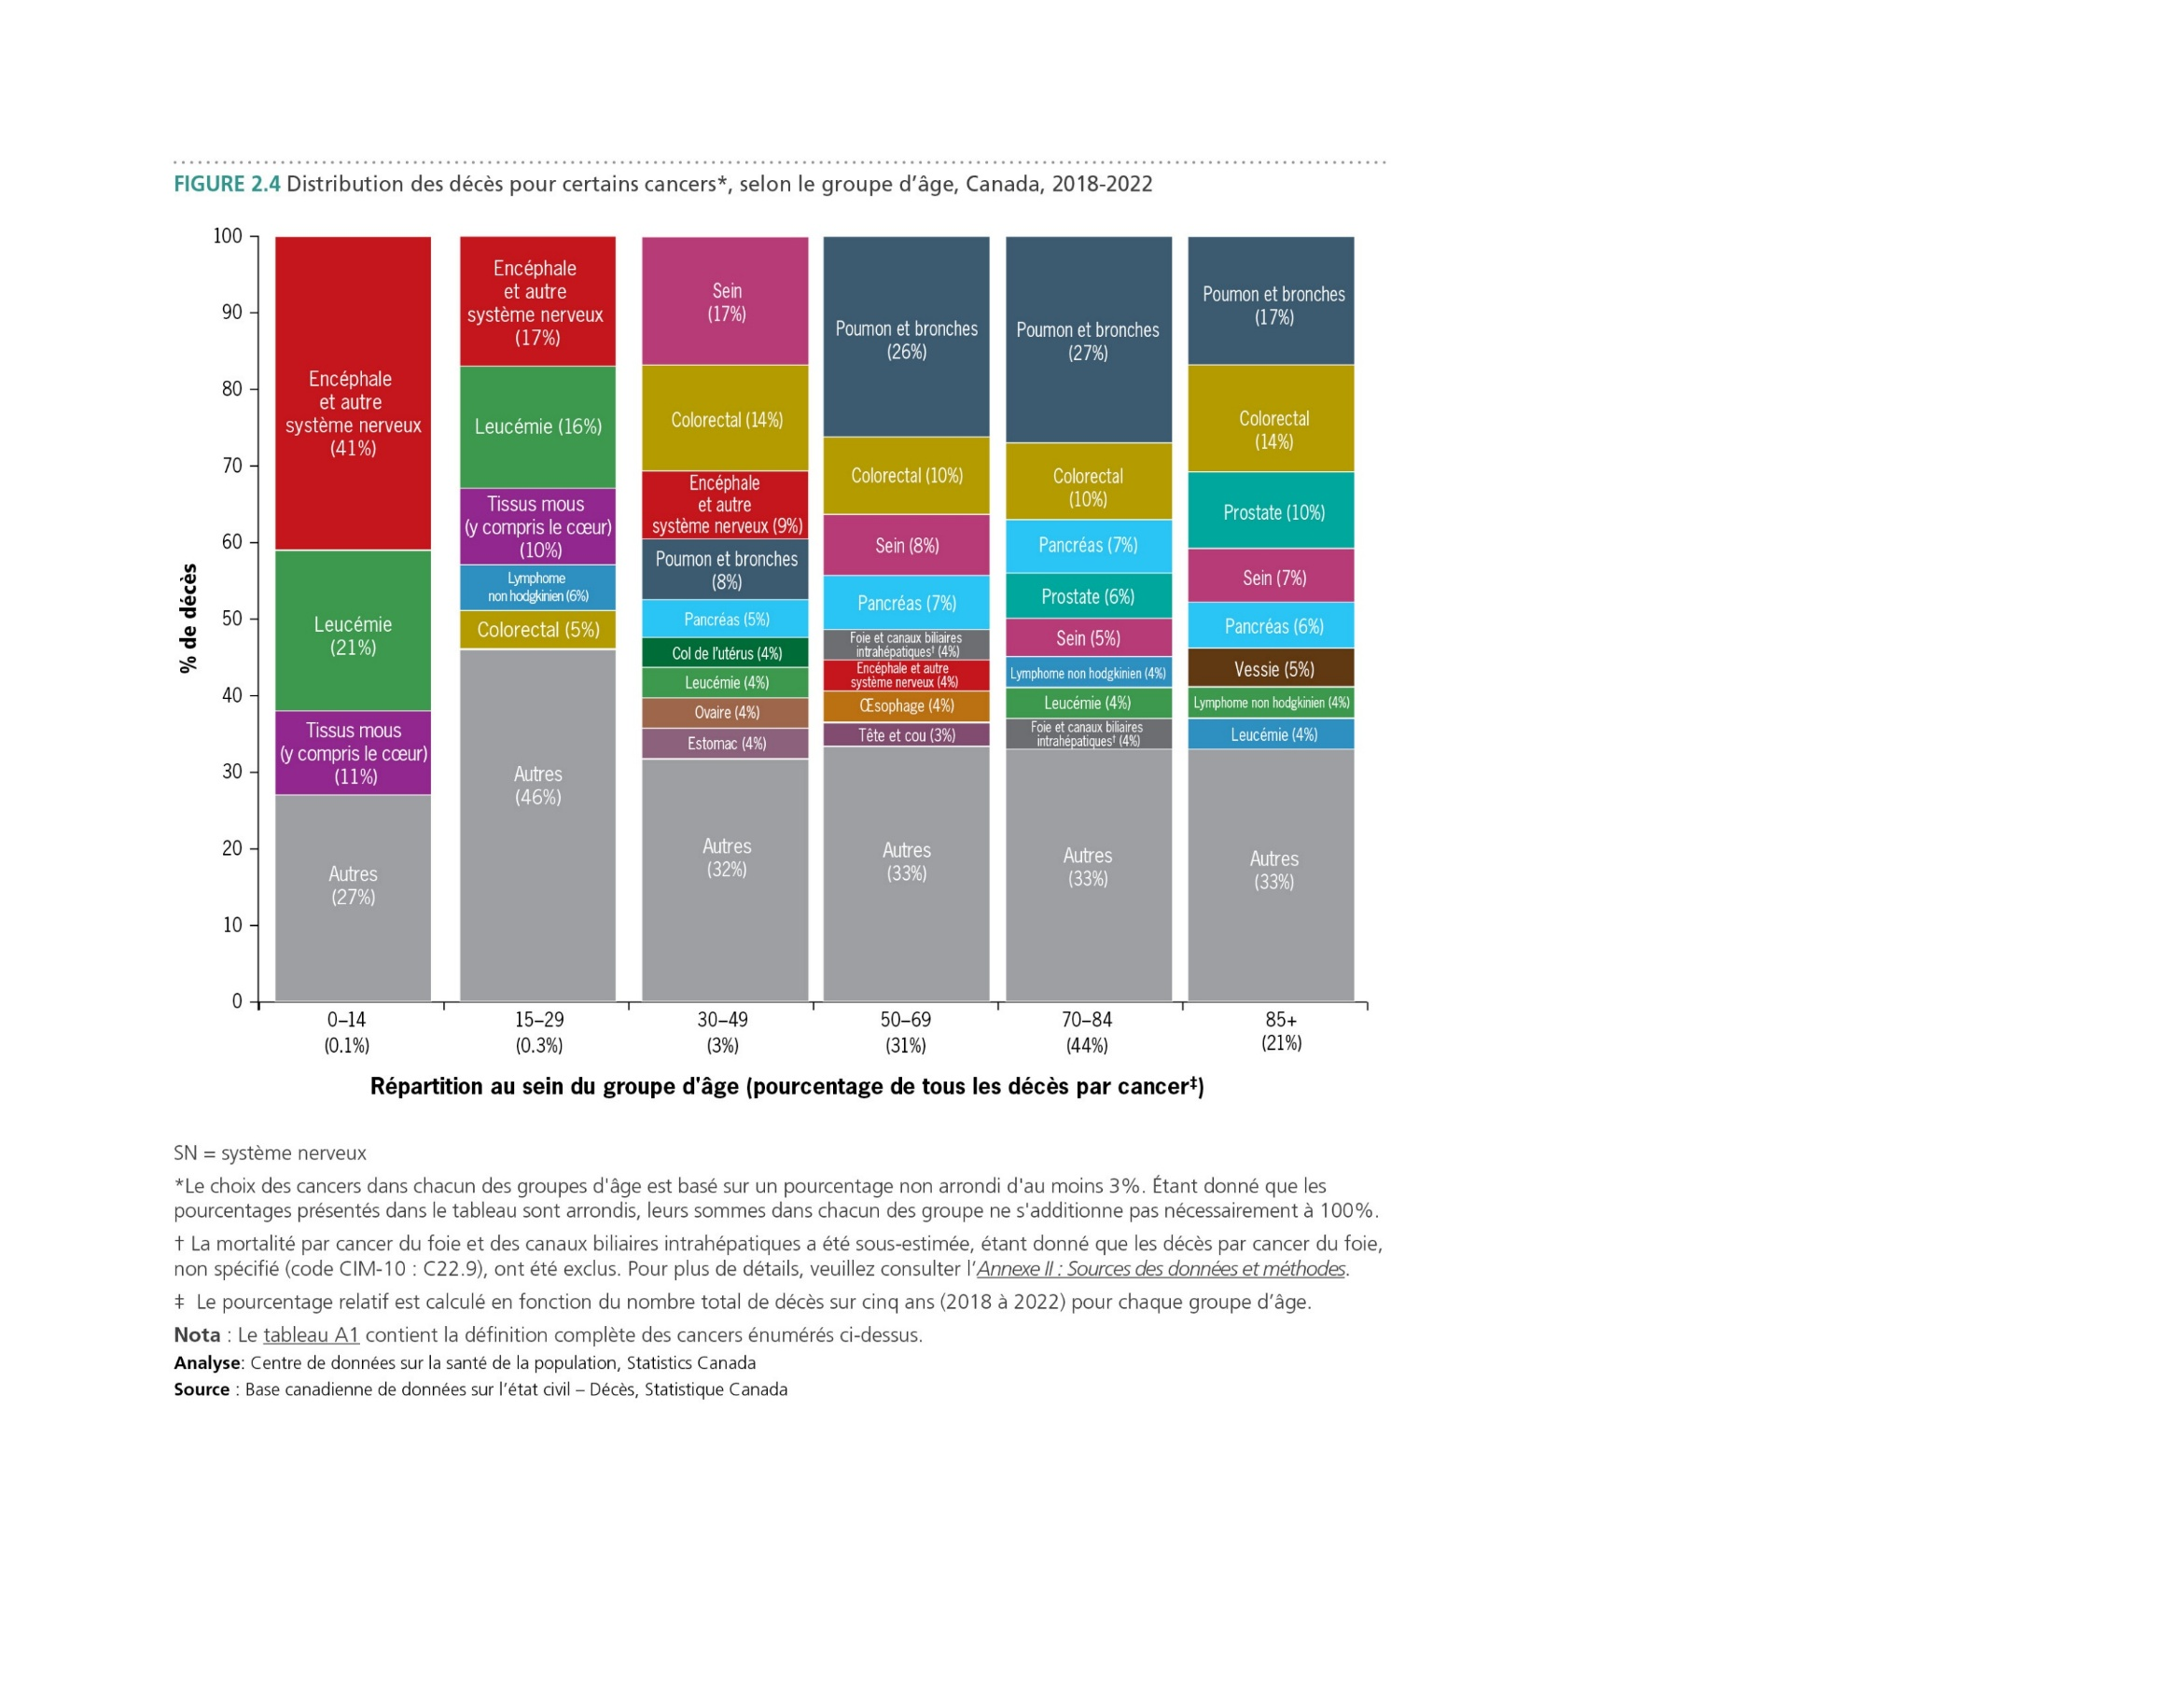 FIGURE 2.4 Distribution des décès pour certains cancers*, selon le groupe d’âge, Canada, 2018-2022
% de décès
100
90
80
70
60
50
40
30
20
10
0
Encéphale
et autre
système nerveux
(41%)
Leucémie
(21%)
Tissus mous
(y compris le cœur)
(11%)
Autres
(27%)
Encéphale
et autre
système nerveux
(17%)
Leucémie (16%)
Tissus mous
(y compris le cœur)
(10%)
Lymphome
non hodgkinien (6%)
Colorectal (5%)
Autres
(46%)
Sein
(17%)
Colorectal (14%)
Encéphale
et autre
système nerveux (9%)
Poumon et bronches
(8%)
Pancréas (5%)
Col de l'utérus (4%)
Leucémie (4%)
Ovaire (4%)
Estomac (4%)
Autres
(32%)
Poumon et bronches
(26%)
Colorectal (10%)
Sein (8%)
Pancréas (7%)
Foie et canaux biliaires
intrahépatiques† (4%)
Encéphale et autre
système nerveux (4%)
Œsophage (4%)
Tête et cou (3%)
Autres
(33%)
Poumon et bronches
(27%)
Colorectal
(10%)
Pancréas (7%)
Prostate (6%)
Sein (5%)
Lymphome non hodgkinien (4%)
Leucémie (4%)
Foie et canaux biliaires
intrahépatiques† (4%)
Autres
(33%)
Poumon et bronches
(17%)
Colorectal
(14%)
Prostate (10%)
Sein (7%)
Pancréas (6%)
Vessie (5%)
Lymphome non hodgkinien (4%)
Leucémie (4%)
Autres
(33%)
0–14
(0.1%)
15–29
(0.3%)
30–49
(3%)
50–69
(31%)
70–84
(44%)
85+
(21%)
Répartition au sein du groupe d'âge (pourcentage de tous les décès par cancer‡)
SN = système nerveux
*Le choix des cancers dans chacun des groupes d'âge est basé sur un pourcentage non arrondi d'au moins 3%. Étant donné que les
pourcentages présentés dans le tableau sont arrondis, leurs sommes dans chacun des groupe ne s'additionne pas nécessairement à 100%.
† La mortalité par cancer du foie et des canaux biliaires intrahépatiques a été sous-estimée, étant donné que les décès par cancer du foie,
non spécifié (code CIM-10 : C22.9), ont été exclus. Pour plus de détails, veuillez consulter l’Annexe II : Sources des données et méthodes.
‡ Le pourcentage relatif est calculé en fonction du nombre total de décès sur cinq ans (2018 à 2022) pour chaque groupe d’âge.
Nota : Le tableau A1 contient la définition complète des cancers énumérés ci-dessus.
Analyse: Centre de données sur la santé de la population, Statistics Canada
Source : Base canadienne de données sur l’état civil – Décès, Statistique Canada